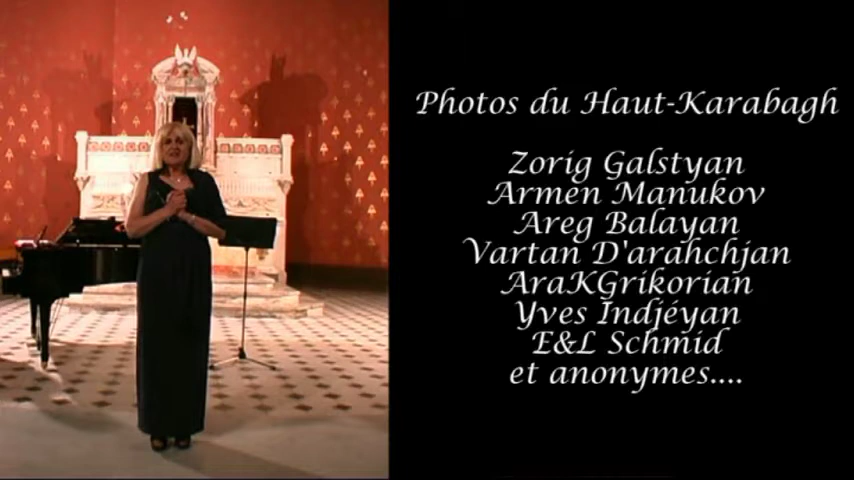 Photos du Haut-Karabagh
Zorig Galstyan
Armen Manukov
Areg Balayan
Vartan D'arahchjan
AraKGrikorian
Yves Indjéyan
E&L Schmid
et anonymes....